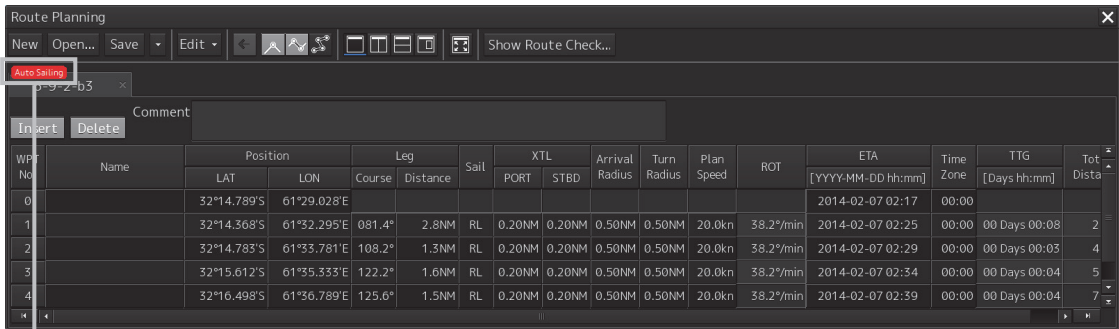 Route Planning
New Open... Save Edit Show Route Check...
Auto Sailing
-9-2-b3
Comment
Insert Delete
WPT No. Name Position Leg Sail XTL Arrival Radius Turn Radius Plan Speed ROT ETA Time Zone TTG Tot Dista
LAT LON Course Distance PORT STBD [YYYY-MM-DD hh:mm] [Days hh:mm]
0 32°14.789'S 61°29.028'E 2014-02-07 02:17 00:00
1 32°14.368'S 61°32.295'E 081.4° 2.8NM RL 0.20NM 0.20NM 0.50NM 0.50NM 20.0kn 38.2°/min 2014-02-07 02:25 00:00 00 Days 00:08 2
2 32°14.783'S 61°33.781'E 108.2° 1.3NM RL 0.20NM 0.20NM 0.50NM 0.50NM 20.0kn 38.2°/min 2014-02-07 02:29 00:00 00 Days 00:03 4
3 32°15.612'S 61°35.333'E 122.2° 1.6NM RL 0.20NM 0.20NM 0.50NM 0.50NM 20.0kn 38.2°/min 2014-02-07 02:34 00:00 00 Days 00:04 5
4 32°16.498'S 61°36.789'E 125.6° 1.5NM RL 0.20NM 0.20NM 0.50NM 0.50NM 20.0kn 38.2°/min 2014-02-07 02:39 00:00 00 Days 00:04 7